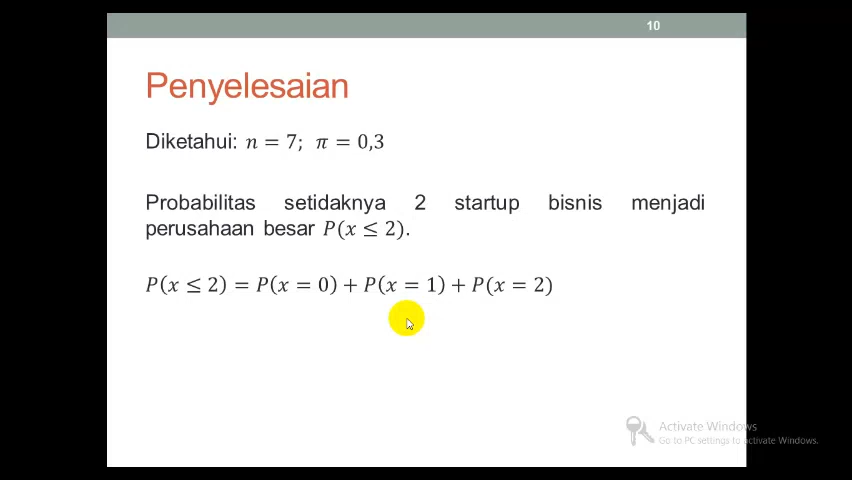 10
Penyelesaian
Diketahui: 𝑛 = 7; 𝜋 = 0,3
Probabilitas setidaknya 2 startup bisnis menjadi
perusahaan besar 𝑃(𝑥 ≤ 2).
𝑃(𝑥 ≤ 2) = 𝑃(𝑥 = 0) + 𝑃(𝑥 = 1) + 𝑃(𝑥 = 2)
Activate Windows
Go to PC settings to activate Windows.